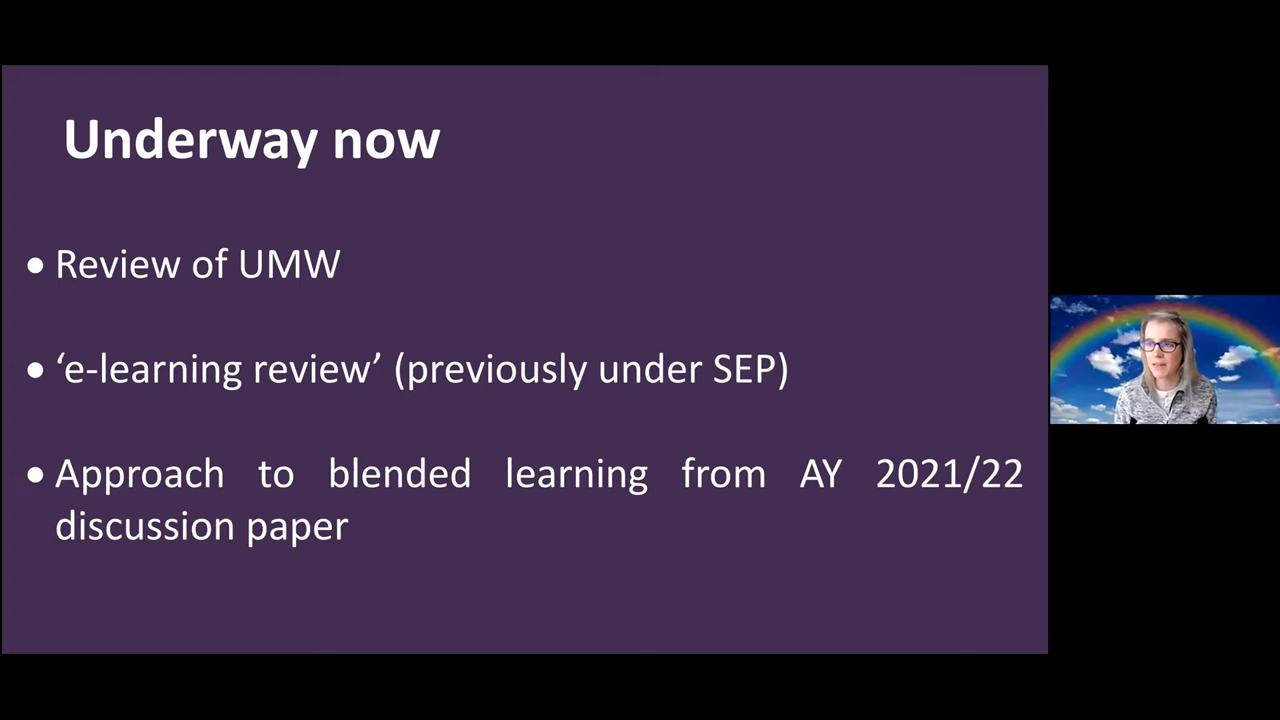 Underway now
• Review of UMW
• ‘e-learning review’ (previously under SEP)
• Approach to blended learning from AY 2021/22
discussion paper